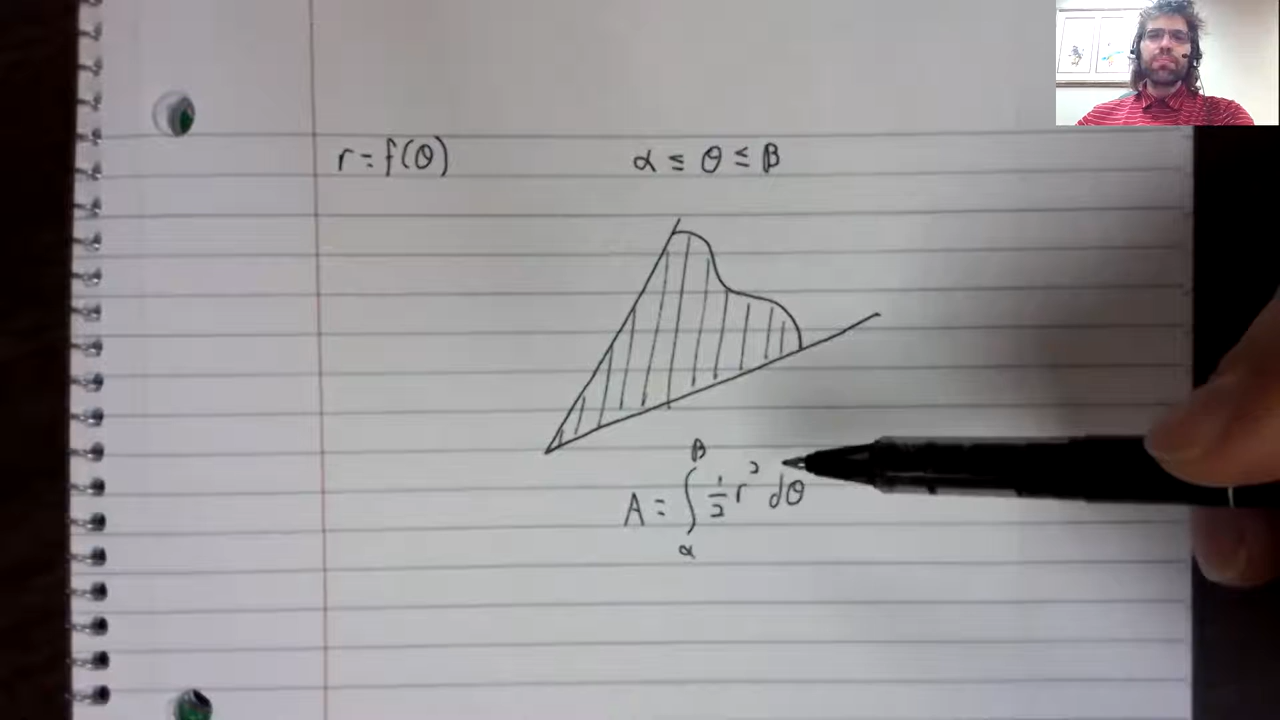 r = f(θ) α ≤ θ ≤ β
A = ∫_α^β 1/2 r² dθ